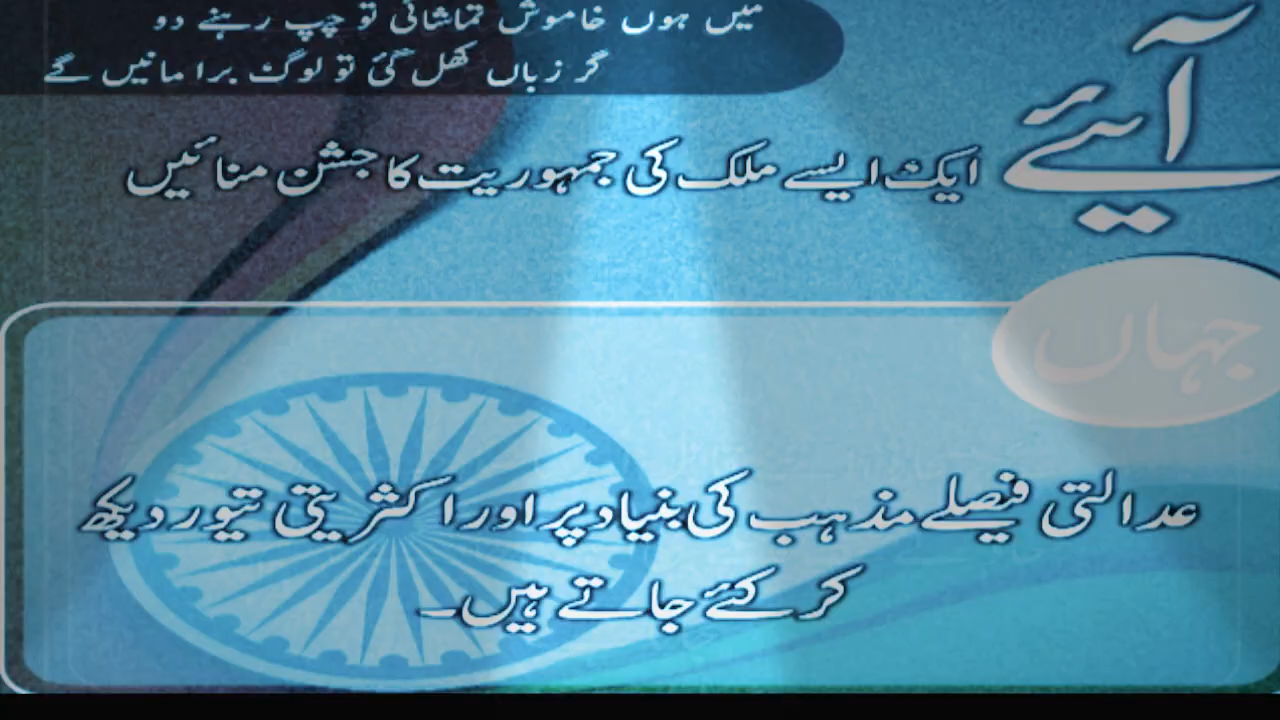 میں ہوں خاموش تماشائی تو چپ رہنے دو
گر زباں کھل گئی تو لوگ برا مانیں گے
آیئے
ایک ایسے ملک کی جمہوریت کا جشن منائیں
جہاں
عدالتی فیصلے مذہب کی بنیاد پر اور اکثریتی تیور دیکھ
کر کئے جاتے ہیں۔